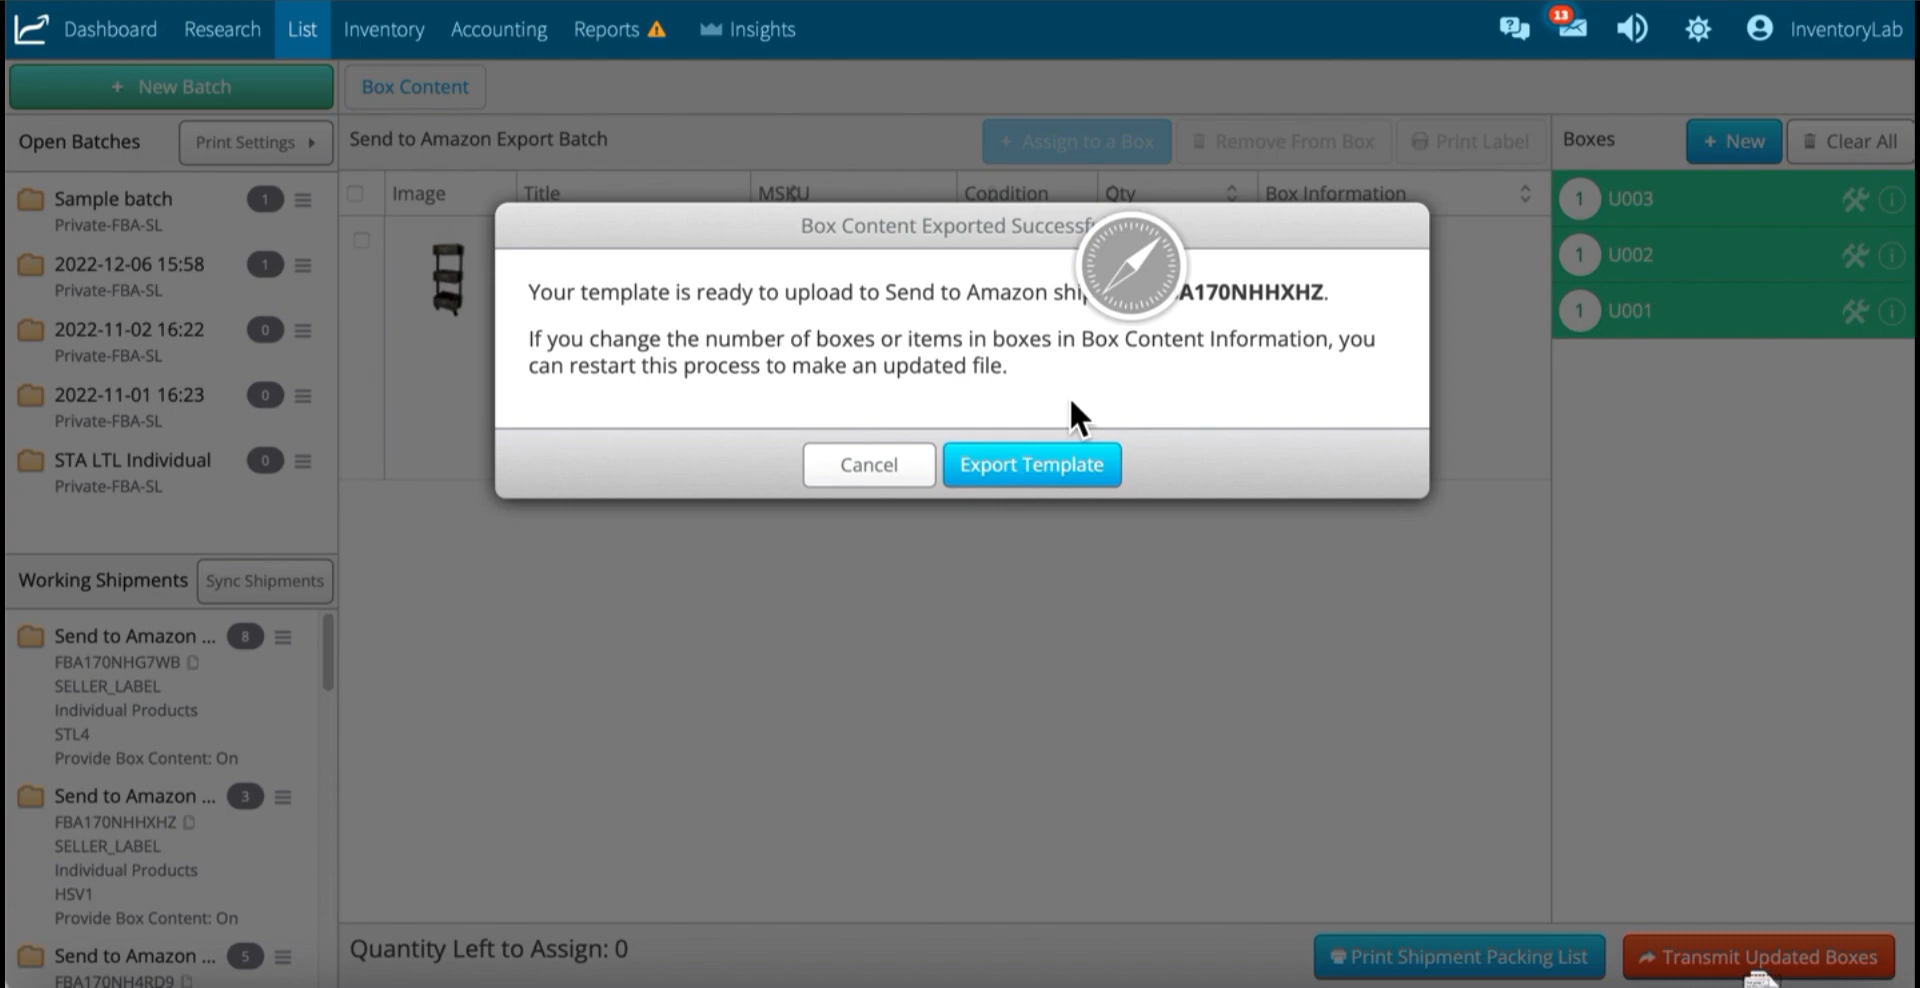 Dashboard Research List Inventory Accounting Reports Insights 13 InventoryLab
+ New Batch Box Content
Open Batches Print Settings
Send to Amazon Export Batch + Assign to a Box Remove From Box Print Label
Boxes + New Clear All
Image Title MSKU Condition Qty Box Information
Sample batch 1
Private-FBA-SL
2022-12-06 15:58 1
Private-FBA-SL
2022-11-02 16:22 0
Private-FBA-SL
2022-11-01 16:23 0
Private-FBA-SL
STA LTL Individual 0
Private-FBA-SL
Box Content Exported
Your template is ready to upload to Send to Amazon A170NHHXHZ.
If you change the number of boxes or items in boxes in Box Content Information, you
can restart this process to make an updated file.
Cancel Export Template
1 U003
1 U002
1 U001
Working Shipments Sync Shipments
Send to Amazon ... 8
FBA170NHG7WB
SELLER_LABEL
Individual Products
STL4
Provide Box Content: On
Send to Amazon ... 3
FBA170NHHXHZ
SELLER_LABEL
Individual Products
HSV1
Provide Box Content: On
Send to Amazon ... 5
FBA170NH4RD9
Quantity Left to Assign: 0 Print Shipment Packing List Transmit Updated Boxes